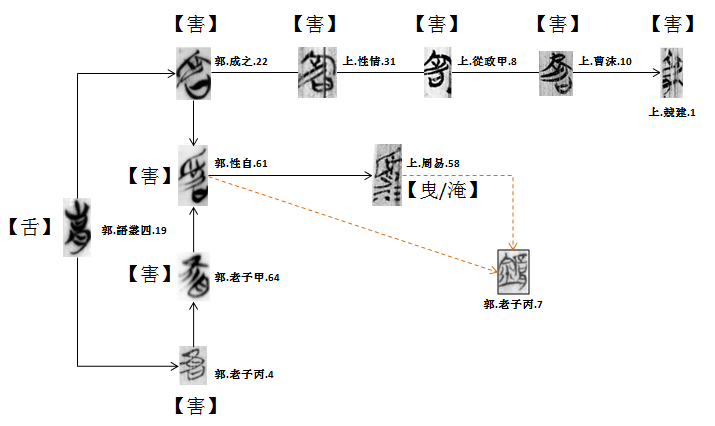 【害】 【害】 【害】 【害】 【害】
郭.成之.22 上.性情.31 上.從政甲.8 上.曹沫.10
上.競建.1
【害】 郭.性自.61 上.周易.58
【曳/淹】
【舌】 郭.語叢四.19
【害】 郭.老子甲.64
郭.老子丙.7
郭.老子丙.4
【害】